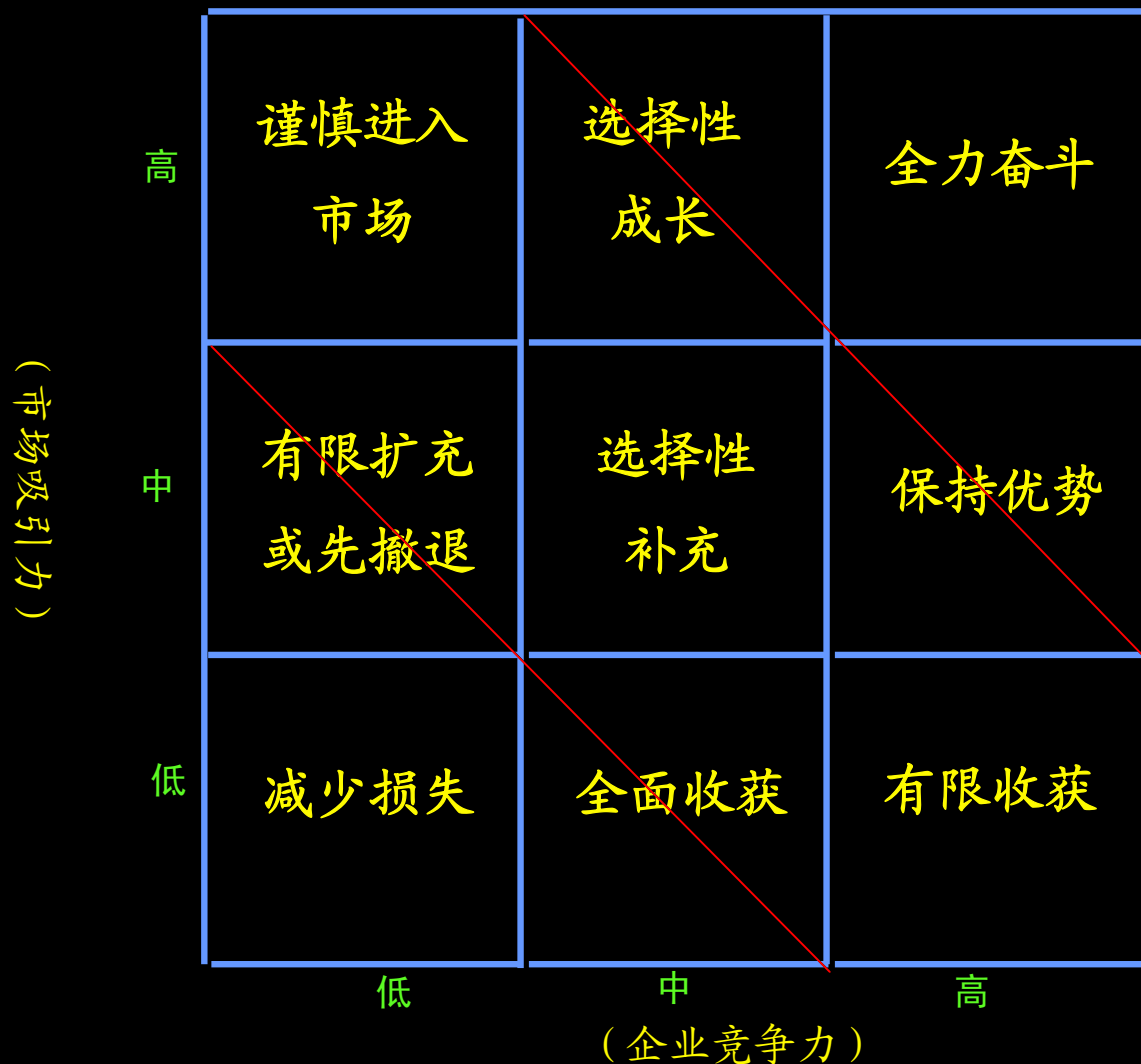 谨慎进入
市场
选择性
成长
全力奋斗
高
(市场吸引力)
有限扩充
或先撤退
选择性
补充
保持优势
中
减少损失
全面收获
有限收获
低
低
中
高
(企业竞争力)